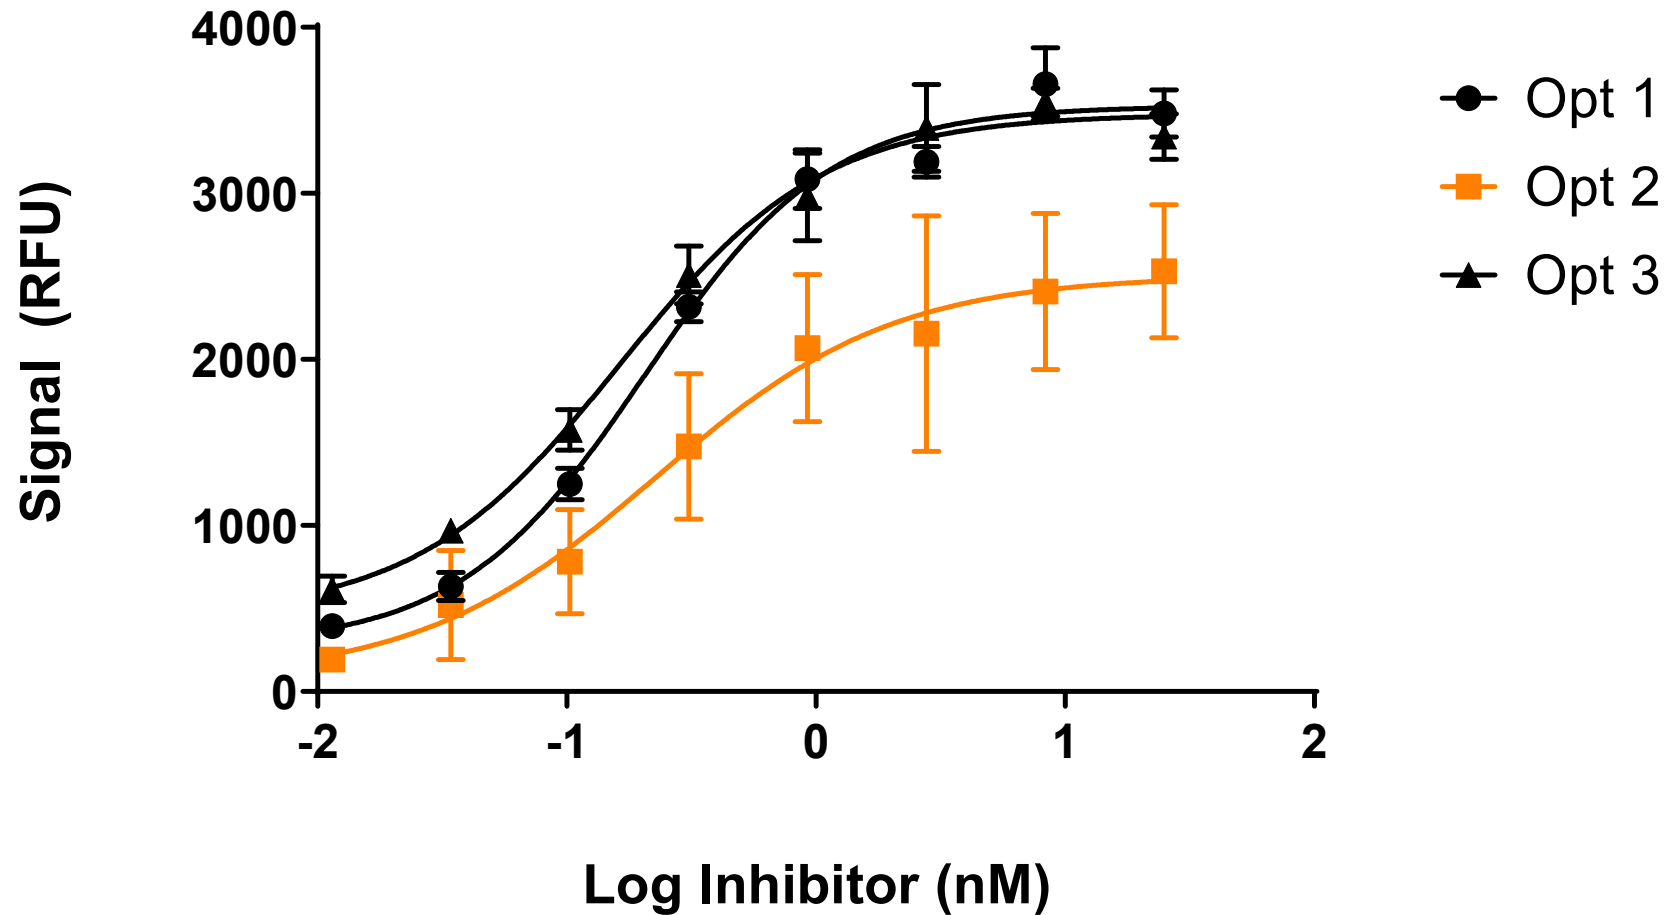 4000
3000
2000
1000
0
Signal (RFU)
-2
-1
0
1
2
Log Inhibitor (nM)
Opt 1
Opt 2
Opt 3